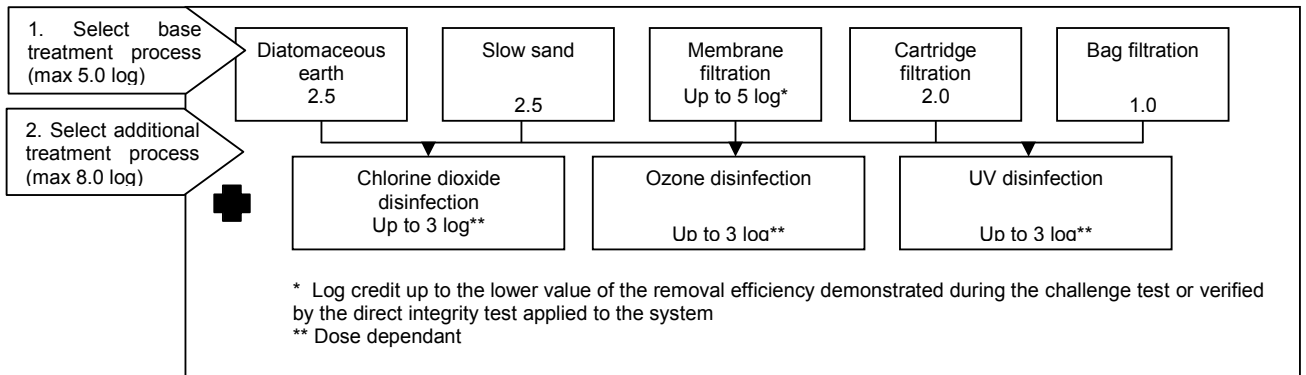 1. Select base
treatment process
(max 5.0 log)
Diatomaceous
earth
2.5
Slow sand
2.5
Membrane
filtration
Up to 5 log*
Cartridge
filtration
2.0
Bag filtration
1.0
2. Select additional
treatment process
(max 8.0 log)
Chlorine dioxide
disinfection
Up to 3 log**
Ozone disinfection
Up to 3 log**
UV disinfection
Up to 3 log**
* Log credit up to the lower value of the removal efficiency demonstrated during the challenge test or verified
by the direct integrity test applied to the system
** Dose dependant